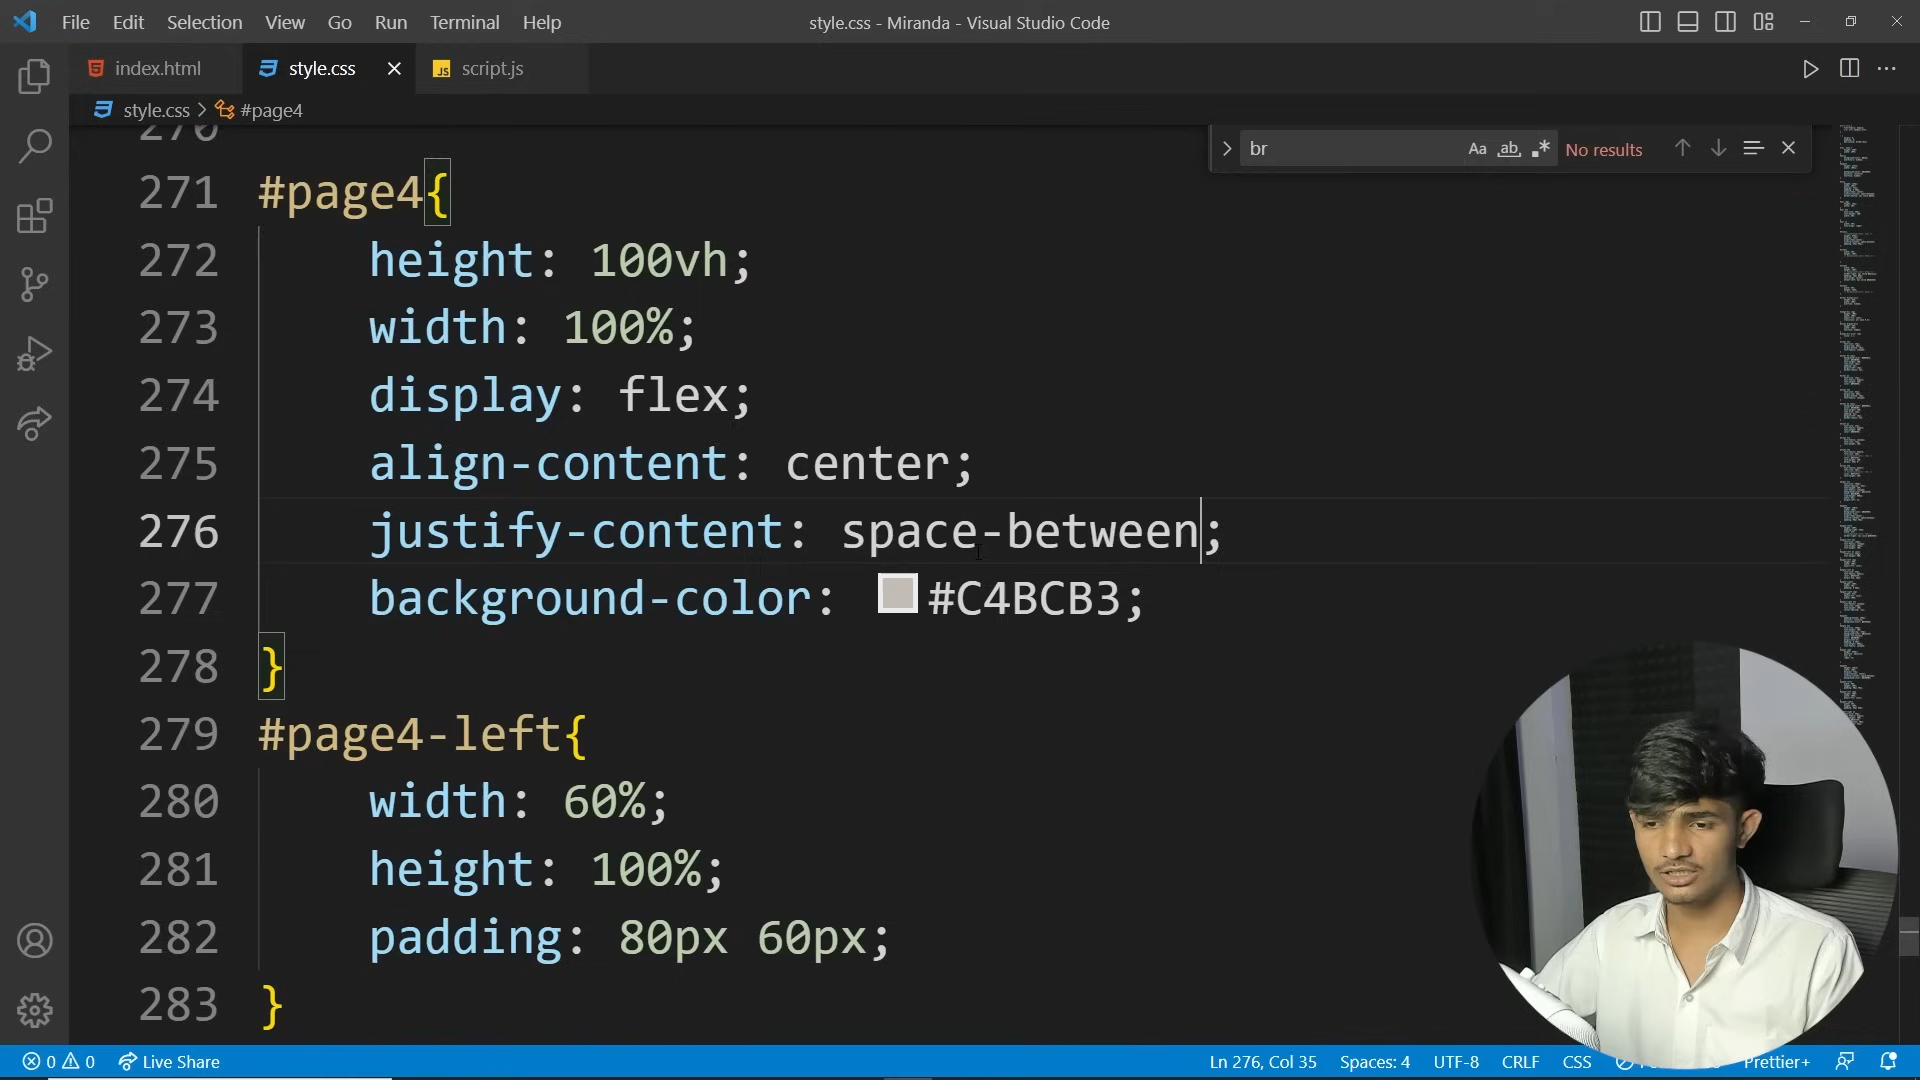 File Edit Selection View Go Run Terminal Help
style.css - Miranda - Visual Studio Code
index.html style.css script.js
style.css > #page4
br Aa ab No results
270
271 #page4{
272 height: 100vh;
273 width: 100%;
274 display: flex;
275 align-content: center;
276 justify-content: space-between;
277 background-color: #C4BCB3;
278 }
279 #page4-left{
280 width: 60%;
281 height: 100%;
282 padding: 80px 60px;
283 }
0 0 Live Share Ln 276, Col 35 Spaces: 4 UTF-8 CRLF CSS Prettier+